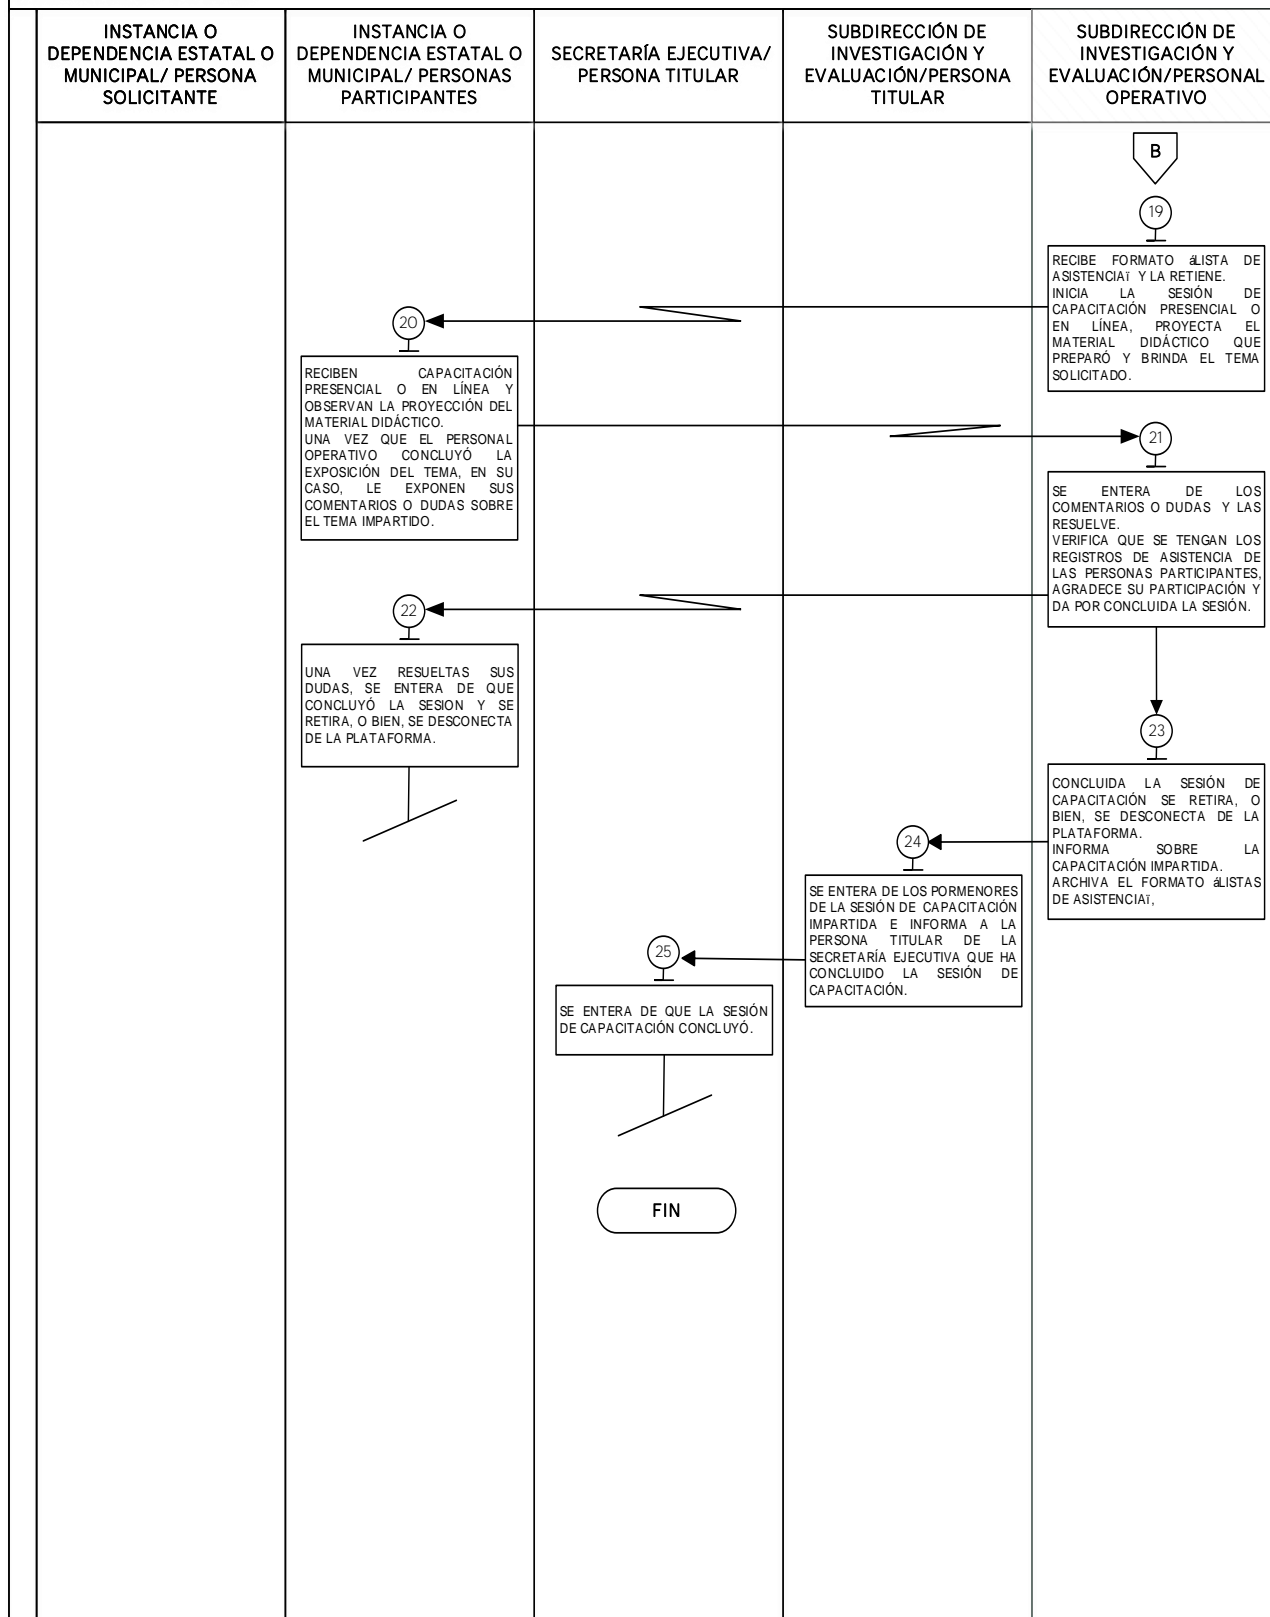 INSTANCIA O
DEPENDENCIA ESTATAL O
MUNICIPAL/ PERSONA
SOLICITANTE
INSTANCIA O
DEPENDENCIA ESTATAL O
MUNICIPAL/ PERSONAS
PARTICIPANTES
SECRETARÍA EJECUTIVA/
PERSONA TITULAR
SUBDIRECCIÓN DE
INVESTIGACIÓN Y
EVALUACIÓN/PERSONA
TITULAR
SUBDIRECCIÓN DE
INVESTIGACIÓN Y
EVALUACIÓN/PERSONAL
OPERATIVO
B
19
RECIBE FORMATO áLISTA DE
ASISTENCIAï Y LA RETIENE.
INICIA LA SESIÓN DE
CAPACITACIÓN PRESENCIAL O
EN LÍNEA, PROYECTA EL
MATERIAL DIDÁCTICO QUE
PREPARÓ Y BRINDA EL TEMA
SOLICITADO.
20
RECIBEN CAPACITACIÓN
PRESENCIAL O EN LÍNEA Y
OBSERVAN LA PROYECCIÓN DEL
MATERIAL DIDÁCTICO.
UNA VEZ QUE EL PERSONAL
OPERATIVO CONCLUYÓ LA
EXPOSICIÓN DEL TEMA, EN SU
CASO, LE EXPONEN SUS
COMENTARIOS O DUDAS SOBRE
EL TEMA IMPARTIDO.
21
SE ENTERA DE LOS
COMENTARIOS O DUDAS Y LAS
RESUELVE.
VERIFICA QUE SE TENGAN LOS
REGISTROS DE ASISTENCIA DE
LAS PERSONAS PARTICIPANTES,
AGRADECE SU PARTICIPACIÓN Y
DA POR CONCLUIDA LA SESIÓN.
22
UNA VEZ RESUELTAS SUS
DUDAS, SE ENTERA DE QUE
CONCLUYÓ LA SESION Y SE
RETIRA, O BIEN, SE DESCONECTA
DE LA PLATAFORMA.
23
CONCLUIDA LA SESIÓN DE
CAPACITACIÓN SE RETIRA, O
BIEN, SE DESCONECTA DE LA
PLATAFORMA.
INFORMA SOBRE LA
CAPACITACIÓN IMPARTIDA.
ARCHIVA EL FORMATO áLISTAS
DE ASISTENCIAï,
24
SE ENTERA DE LOS PORMENORES
DE LA SESIÓN DE CAPACITACIÓN
IMPARTIDA E INFORMA A LA
PERSONA TITULAR DE LA
SECRETARÍA EJECUTIVA QUE HA
CONCLUIDO LA SESIÓN DE
CAPACITACIÓN.
25
SE ENTERA DE QUE LA SESIÓN
DE CAPACITACIÓN CONCLUYÓ.
FIN